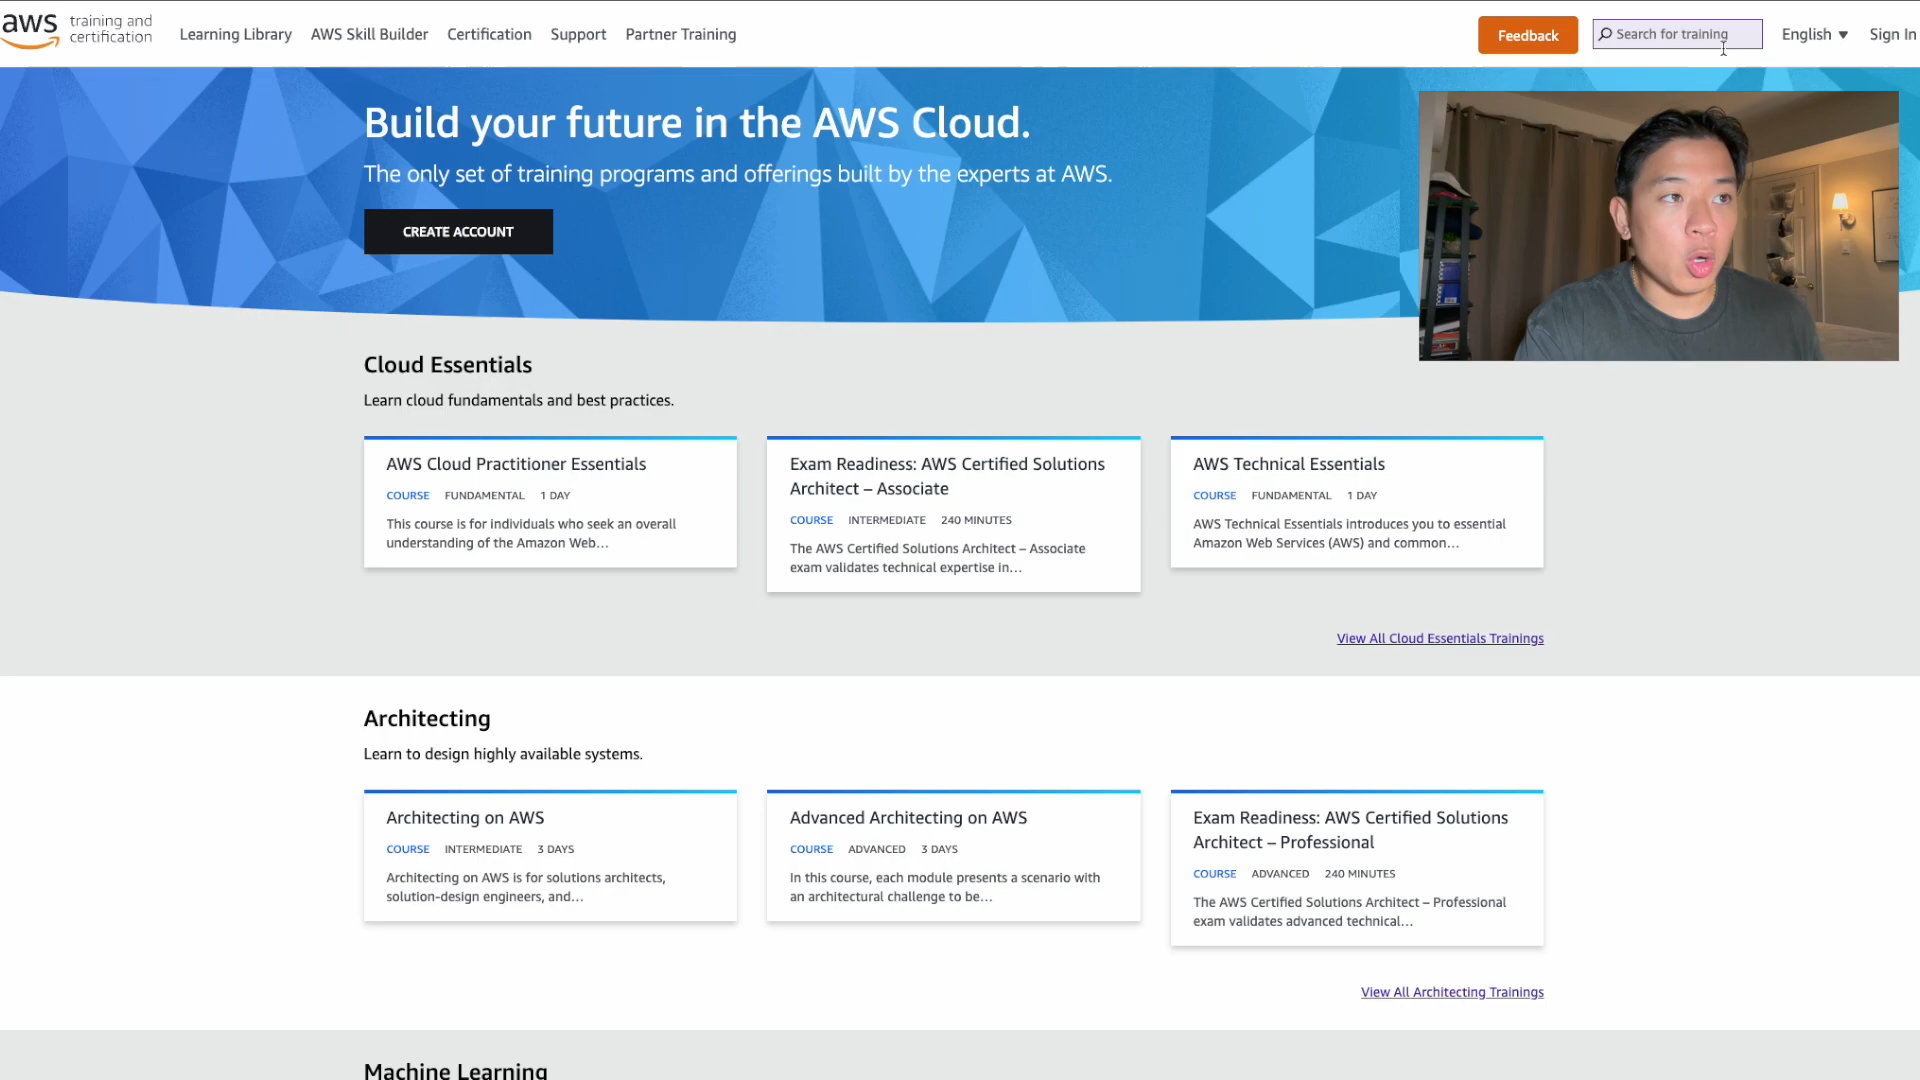 aws training and
certification
Learning Library
AWS Skill Builder
Certification
Support
Partner Training
Feedback
Search for training
English
Sign In
Build your future in the AWS Cloud.
The only set of training programs and offerings built by the experts at AWS.
CREATE ACCOUNT
Cloud Essentials
Learn cloud fundamentals and best practices.
AWS Cloud Practitioner Essentials
COURSE FUNDAMENTAL 1 DAY
This course is for individuals who seek an overall
understanding of the Amazon Web...
Exam Readiness: AWS Certified Solutions
Architect – Associate
COURSE INTERMEDIATE 240 MINUTES
The AWS Certified Solutions Architect – Associate
exam validates technical expertise in...
AWS Technical Essentials
COURSE FUNDAMENTAL 1 DAY
AWS Technical Essentials introduces you to essential
Amazon Web Services (AWS) and common...
View All Cloud Essentials Trainings
Architecting
Learn to design highly available systems.
Architecting on AWS
COURSE INTERMEDIATE 3 DAYS
Architecting on AWS is for solutions architects,
solution-design engineers, and...
Advanced Architecting on AWS
COURSE ADVANCED 3 DAYS
In this course, each module presents a scenario with
an architectural challenge to be...
Exam Readiness: AWS Certified Solutions
Architect – Professional
COURSE ADVANCED 240 MINUTES
The AWS Certified Solutions Architect – Professional
exam validates advanced technical...
View All Architecting Trainings
Machine Learning